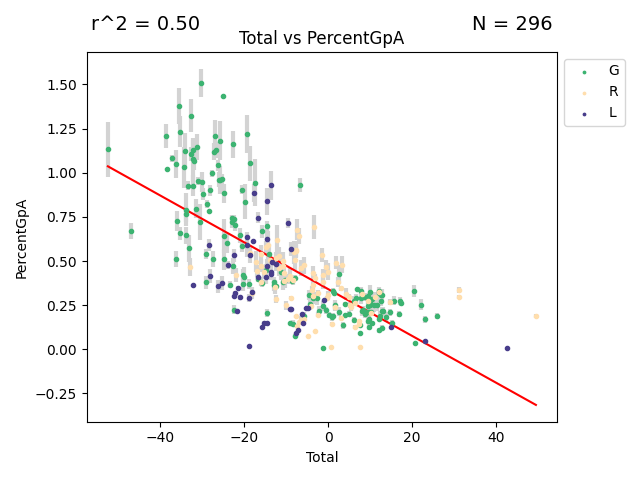 r^2 = 0.50
N = 296
Total vs PercentGpA
G
R
L
1.50
1.25
1.00
0.75
0.50
0.25
0.00
−0.25
PercentGpA
−40
−20
0
20
40
Total